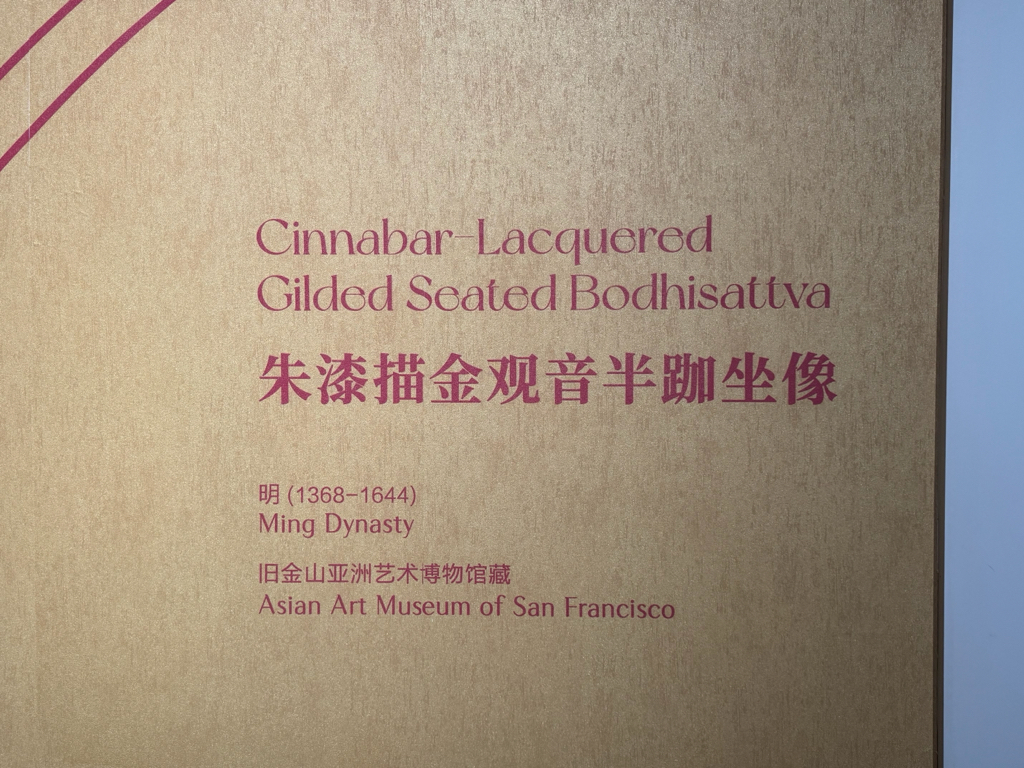 Cinnabar-Lacquered
Gilded Seated Bodhisattva
朱漆描金观音半跏坐像
明 (1368-1644)
Ming Dynasty
旧金山亚洲艺术博物馆藏
Asian Art Museum of San Francisco